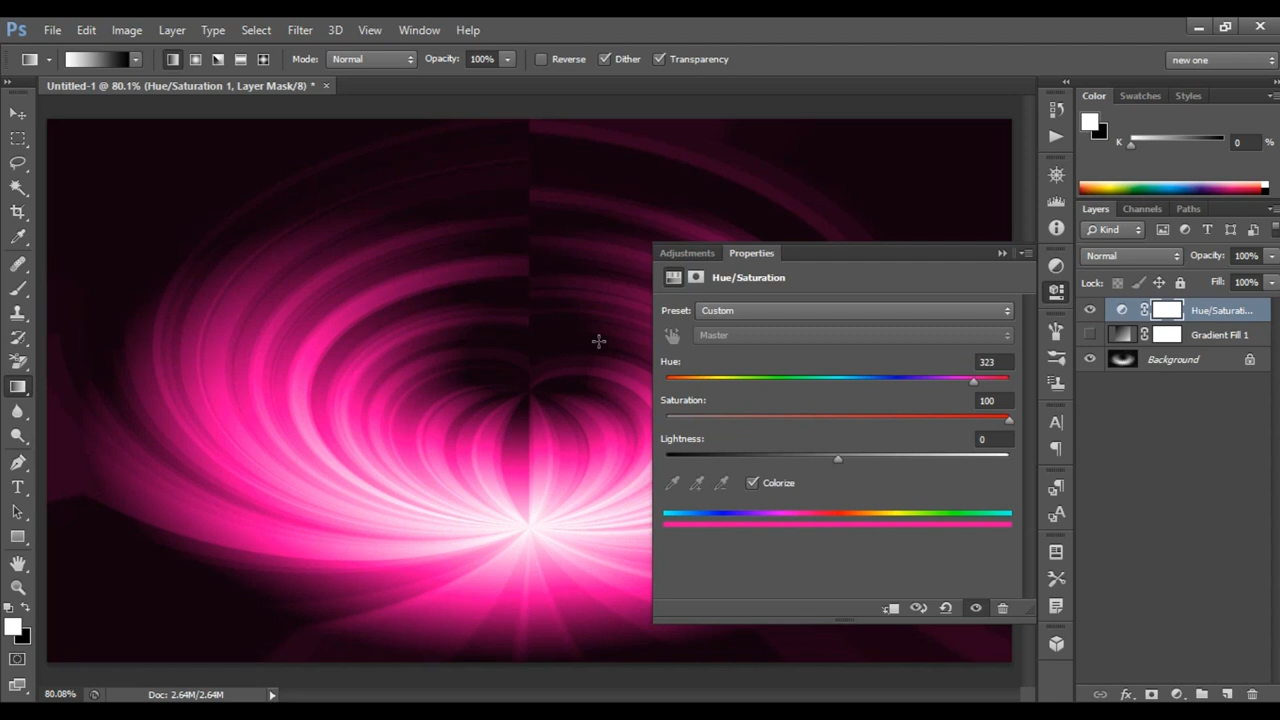 Ps File Edit Image Layer Type Select Filter 3D View Window Help
Mode: Normal Opacity: 100% Reverse Dither Transparency new one
Untitled-1 @ 80.1% (Hue/Saturation 1, Layer Mask/8) * ×
Color Swatches Styles
K 0 %
Layers Channels Paths
Kind T
Normal Opacity: 100%
Lock: Fill: 100%
Hue/Saturati...
Gradient Fill 1
Background
Adjustments Properties
Hue/Saturation
Preset: Custom
Master
Hue: 323
Saturation: 100
Lightness: 0
Colorize
80.08% Doc: 2.64M/2.64M
fx